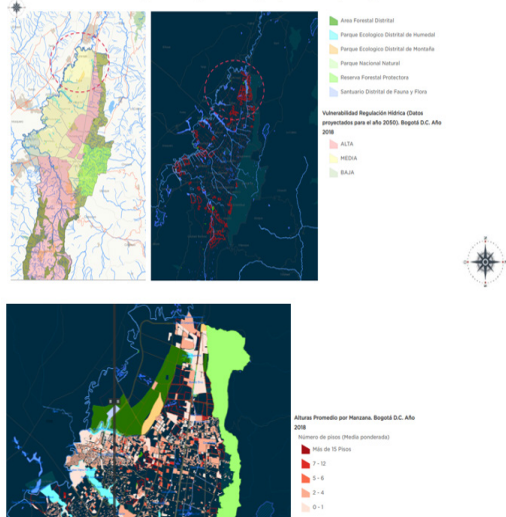 Area Forestal Distrital
Parque Ecologico Distrital de Humedal
Parque Ecologico Distrital de Montaña
Parque Nacional Natural
Reserva Forestal Protectora
Santuario Distrital de Fauna y Flora
Vulnerabilidad Regulación Hídrica (Datos
proyectados para el año 2050). Bogotá D.C. Año
2018
ALTA
MEDIA
BAJA
Alturas Promedio por Manzana. Bogotá D.C. Año
2018
Número de pisos (Media ponderada)
Más de 15 Pisos
7 - 12
5 - 6
2 - 4
0 - 1